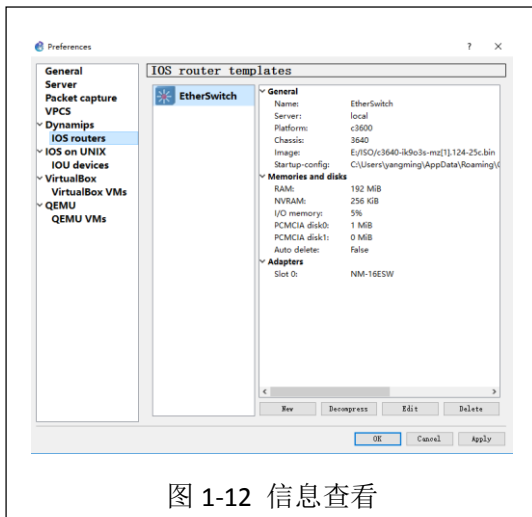 Preferences
? ×
General
Server
Packet capture
VPCS
Dynamips
IOS routers
IOS on UNIX
IOU devices
VirtualBox
VirtualBox VMs
QEMU
QEMU VMs
IOS router templates
EtherSwitch
General
Name: EtherSwitch
Server: local
Platform: c3600
Chassis: 3640
Image: E:/ISO/c3640-ik9o3s-mz[1].124-25c.bin
Startup-config: C:\Users\yangming\AppData\Roaming\
Memories and disks
RAM: 192 MiB
NVRAM: 256 KiB
I/O memory: 5%
PCMCIA disk0: 1 MiB
PCMCIA disk1: 0 MiB
Auto delete: False
Adapters
Slot 0: NM-16ESW
New Decompress Edit Delete
OK Cancel Apply
图 1-12 信息查看